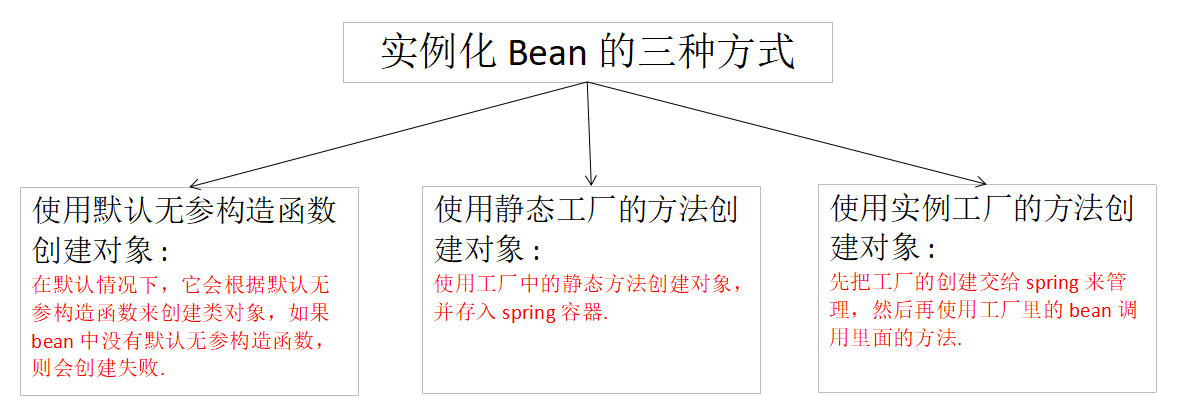 实例化 Bean 的三种方式
使用默认无参构造函数
创建对象：
在默认情况下，它会根据默认无
参构造函数来创建类对象，如果
bean 中没有默认无参构造函数，
则会创建失败.
使用静态工厂的方法创
建对象：
使用工厂中的静态方法创建对象，
并存入 spring 容器.
使用实例工厂的方法创
建对象：
先把工厂的创建交给 spring 来管
理，然后再使用工厂里的 bean 调
用里面的方法.